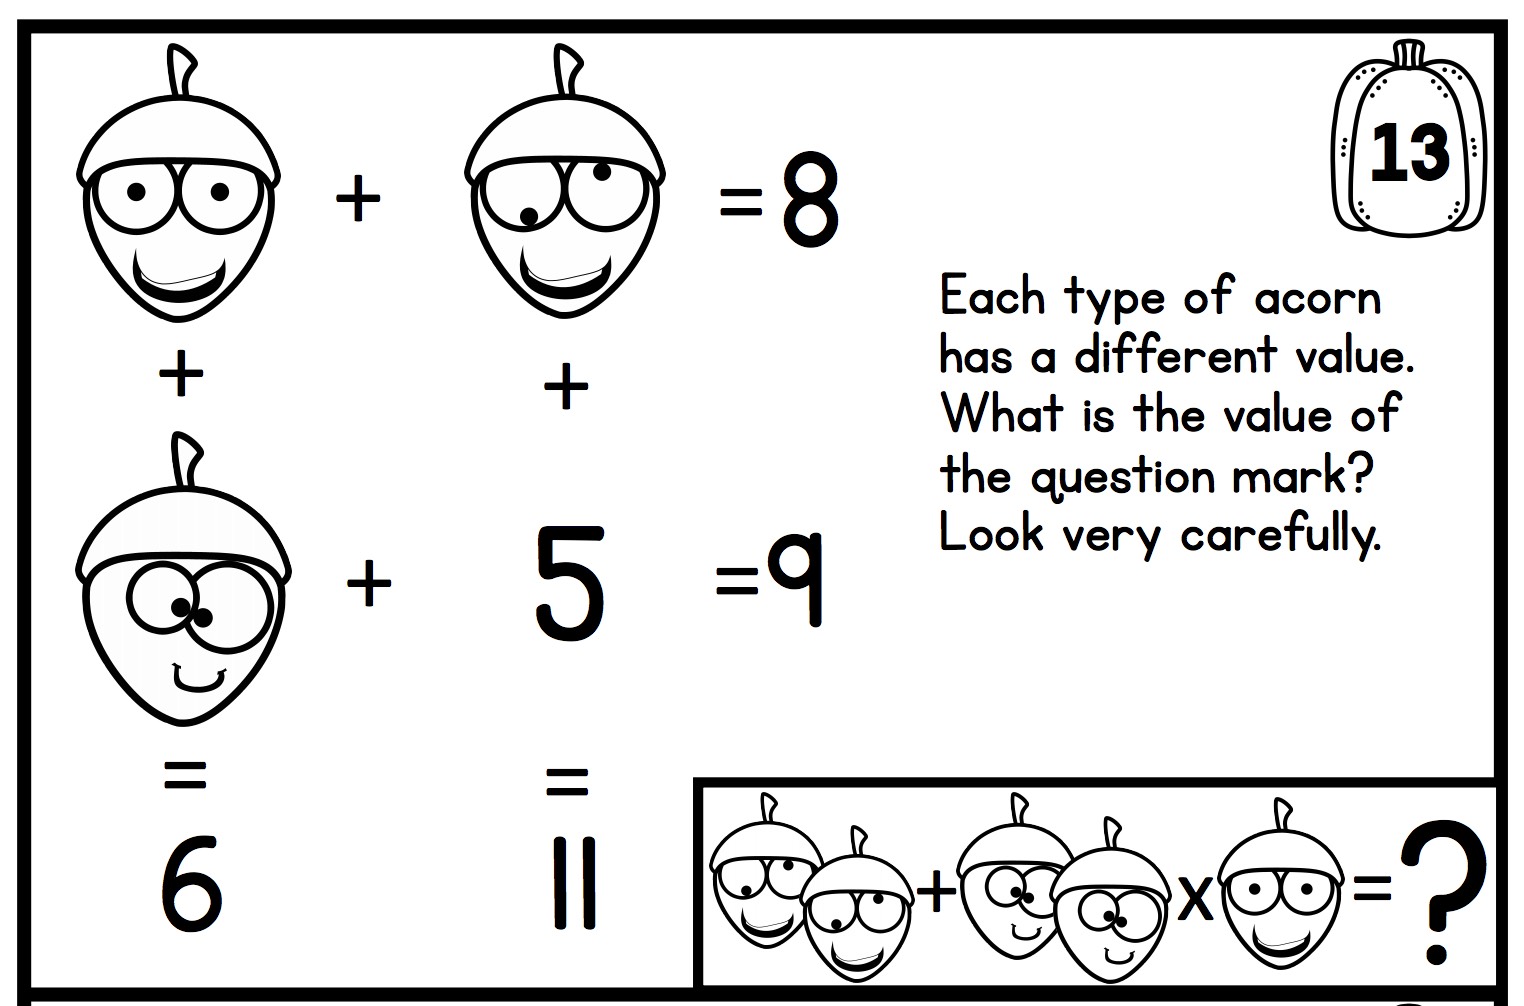 13
+ = 8
Each type of acorn
has a different value.
What is the value of
the question mark?
Look very carefully.
+ +
+ 5 = 9
= =
6 11
+ x = ?